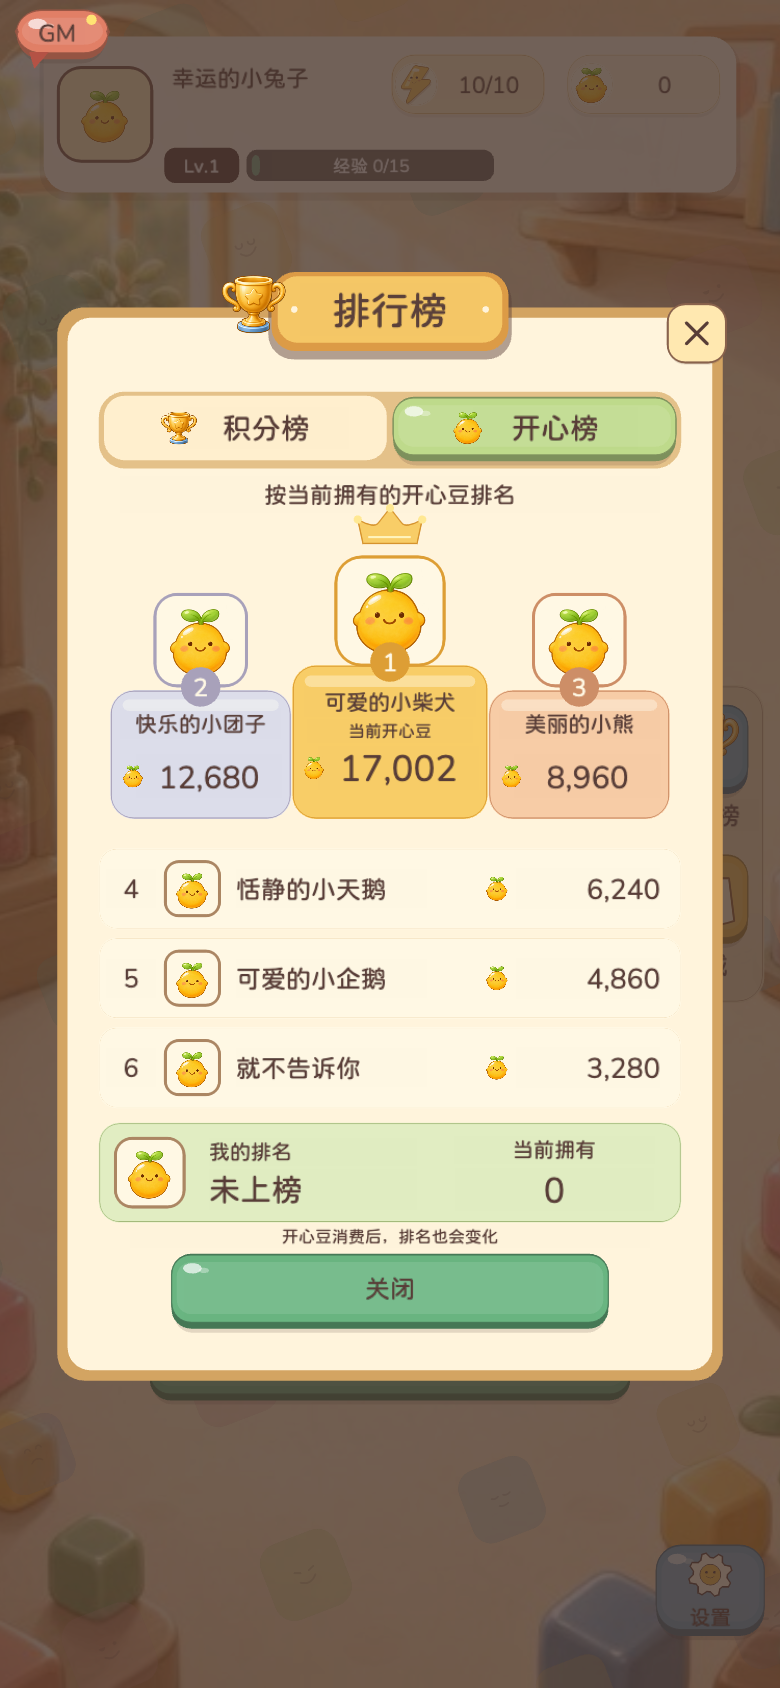 GM
幸运的小兔子
10/10
0
Lv.1
经验 0/15
排行榜
积分榜
开心榜
按当前拥有的开心豆排名
1
2
3
可爱的小柴犬
当前开心豆
17,002
快乐的小团子
12,680
美丽的小熊
8,960
榜
4 恬静的小天鹅 6,240
5 可爱的小企鹅 4,860
6 就不告诉你 3,280
我的排名
未上榜
当前拥有
0
开心豆消费后，排名也会变化
关闭
设置